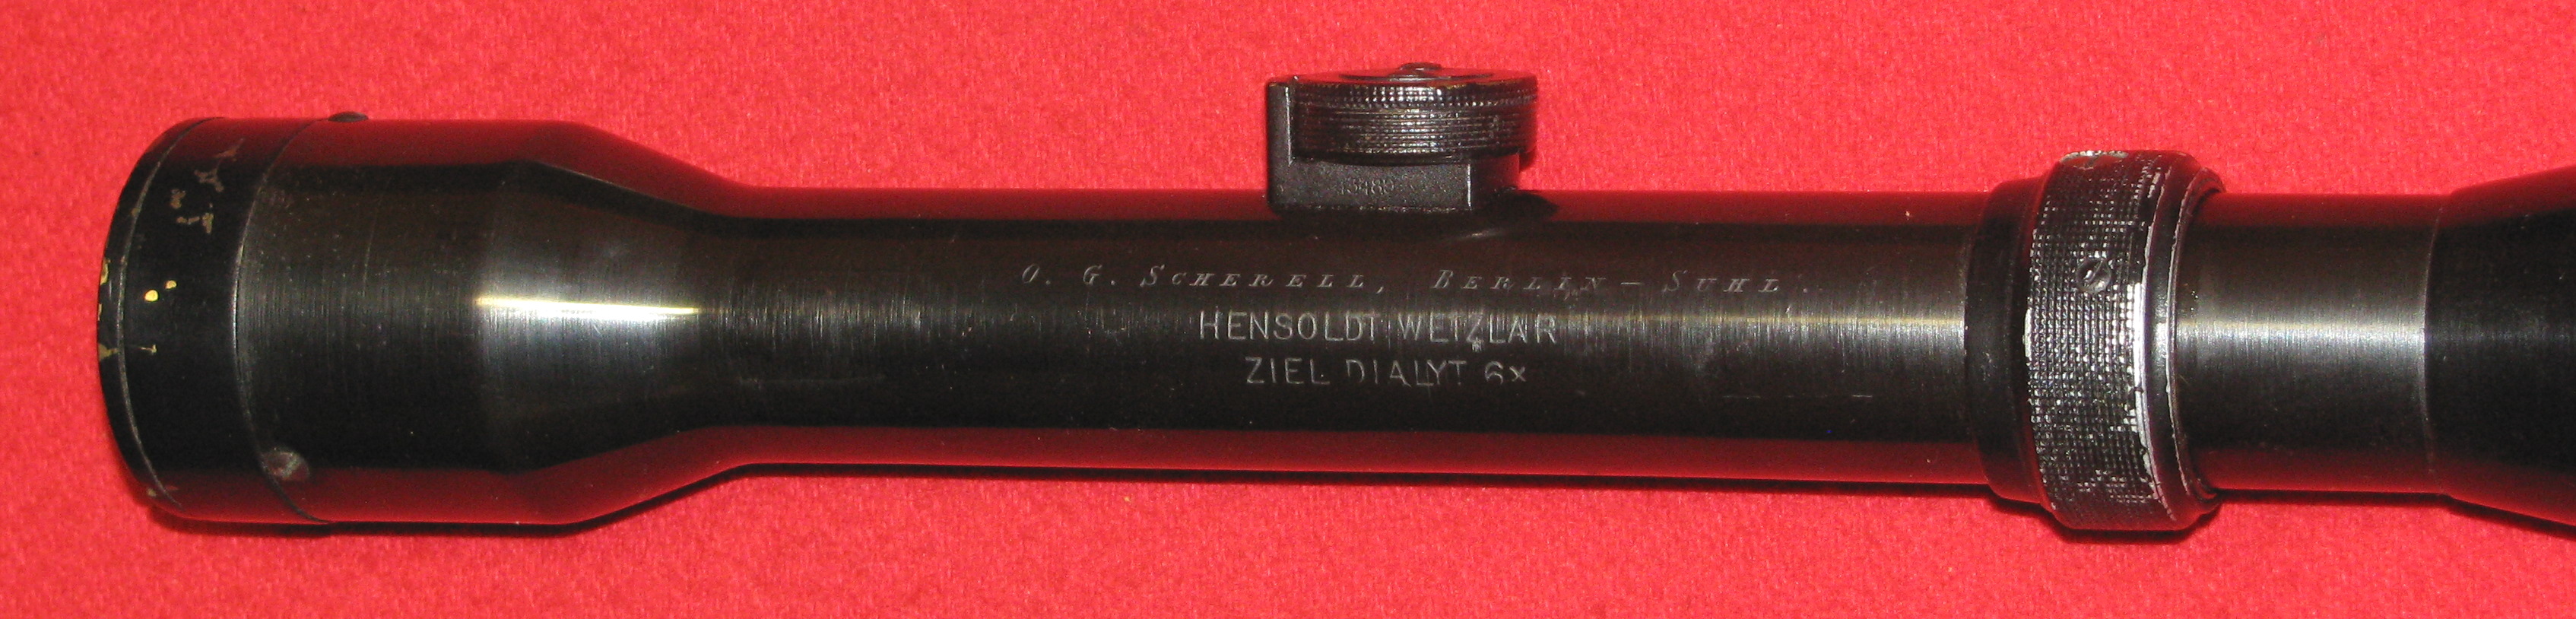 O. G. SCHERELL, BERLIN – SUHL.
HENSOLDT WETZLAR
ZIEL DIALYT 6x